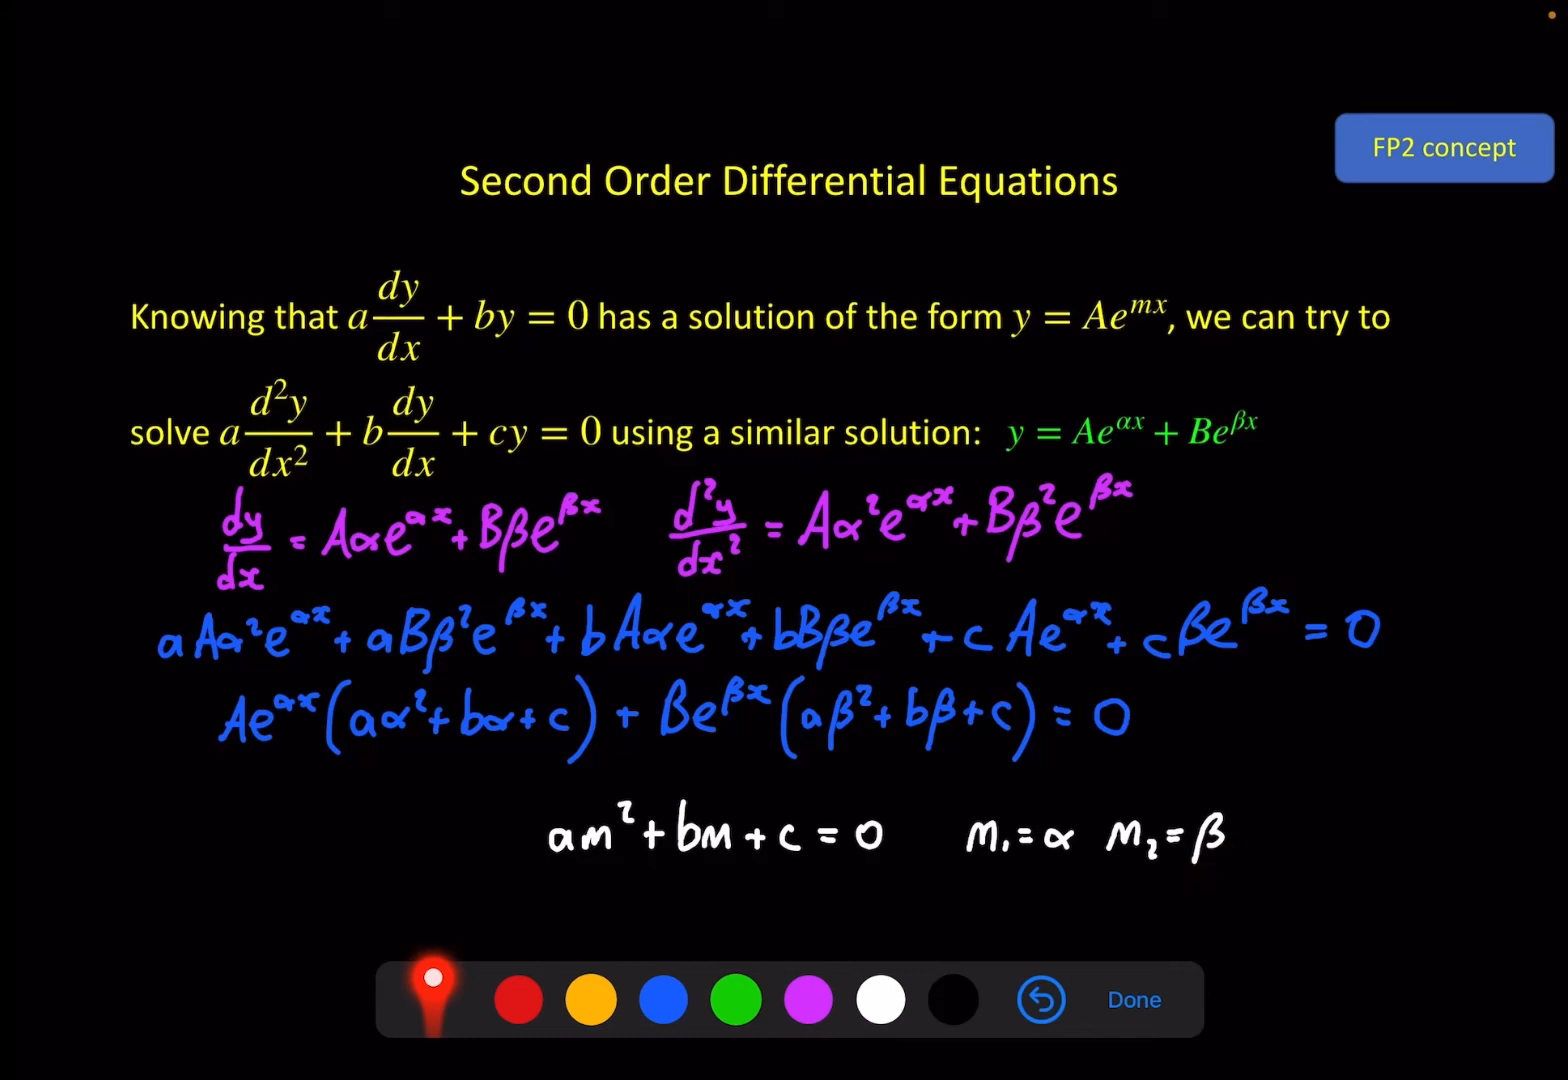 FP2 concept
Second Order Differential Equations
Knowing that a dy/dx + by = 0 has a solution of the form y = Ae^{mx}, we can try to
solve a d²y/dx² + b dy/dx + cy = 0 using a similar solution: y = Ae^{αx} + Be^{βx}
dy/dx = Aαe^{αx} + Bβe^{βx} d²y/dx² = Aα²e^{αx} + Bβ²e^{βx}
aAα²e^{αx} + aBβ²e^{βx} + bAαe^{αx} + bBβe^{βx} + cAe^{αx} + cBe^{βx} = 0
Ae^{αx}(aα² + bα + c) + Be^{βx}(aβ² + bβ + c) = 0
am² + bm + c = 0 m₁ = α m₂ = β
Done